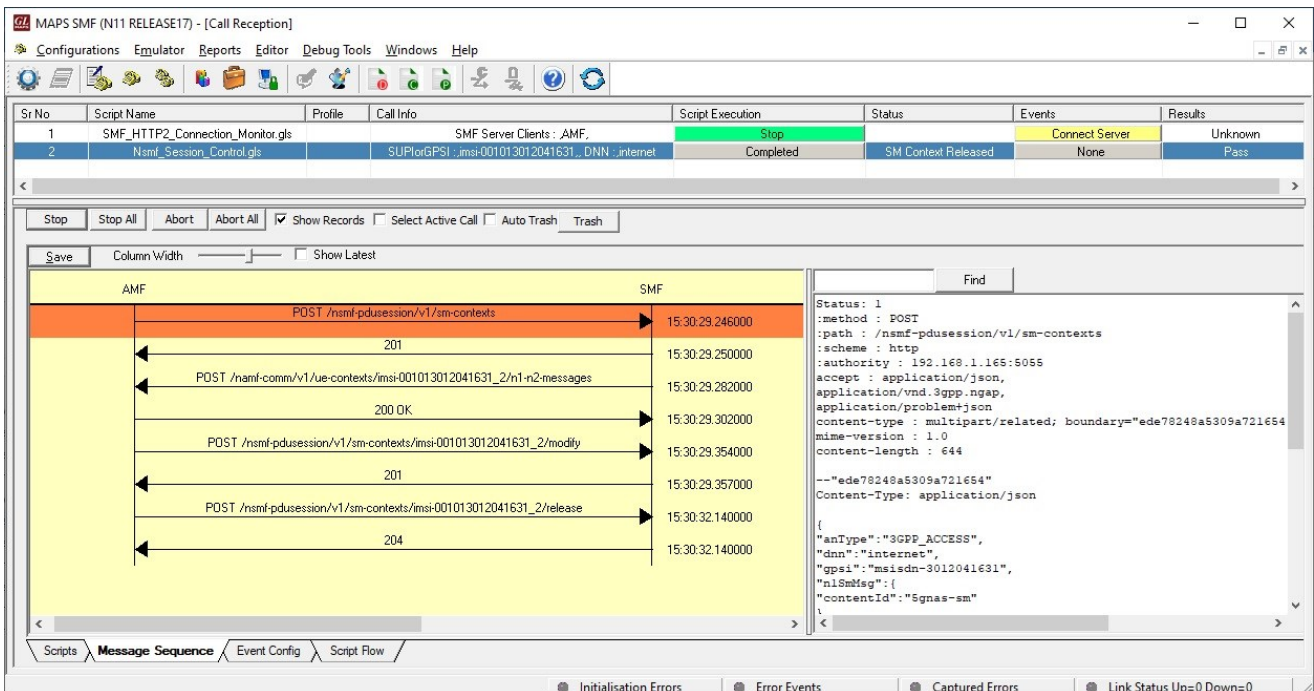 MAPS SMF (N11 RELEASE17) - [Call Reception]
Configurations Emulator Reports Editor Debug Tools Windows Help
Sr No Script Name Profile Call Info Script Execution Status Events Results
1 SMF_HTTP2_Connection_Monitor.gls SMF Server Clients : ,AMF, Stop Connect Server Unknown
2 Nsmf_Session_Control.gls SUPIorGPSI :,imsi-001013012041631,, DNN :,internet Completed SM Context Released None Pass
Stop Stop All Abort Abort All Show Records Select Active Call Auto Trash Trash
Save Column Width Show Latest
Find
AMF SMF
POST /nsmf-pdusession/v1/sm-contexts
15:30:29.246000
201
15:30:29.250000
POST /namf-comm/v1/ue-contexts/imsi-001013012041631_2/n1-n2-messages
15:30:29.282000
200 OK
15:30:29.302000
POST /nsmf-pdusession/v1/sm-contexts/imsi-001013012041631_2/modify
15:30:29.354000
201
15:30:29.357000
POST /nsmf-pdusession/v1/sm-contexts/imsi-001013012041631_2/release
15:30:32.140000
204
15:30:32.140000
Status: 1
:method : POST
:path : /nsmf-pdusession/v1/sm-contexts
:scheme : http
:authority : 192.168.1.165:5055
accept : application/json,
application/vnd.3gpp.ngap,
application/problem+json
content-type : multipart/related; boundary="ede78248a5309a721654
mime-version : 1.0
content-length : 644
--"ede78248a5309a721654"
Content-Type: application/json
{
"anType":"3GPP_ACCESS",
"dnn":"internet",
"gpsi":"msisdn-3012041631",
"n1SmMsg":{
"contentId":"5gnas-sm"
Scripts Message Sequence Event Config Script Flow
Initialisation Errors Error Events Captured Errors Link Status Up=0 Down=0